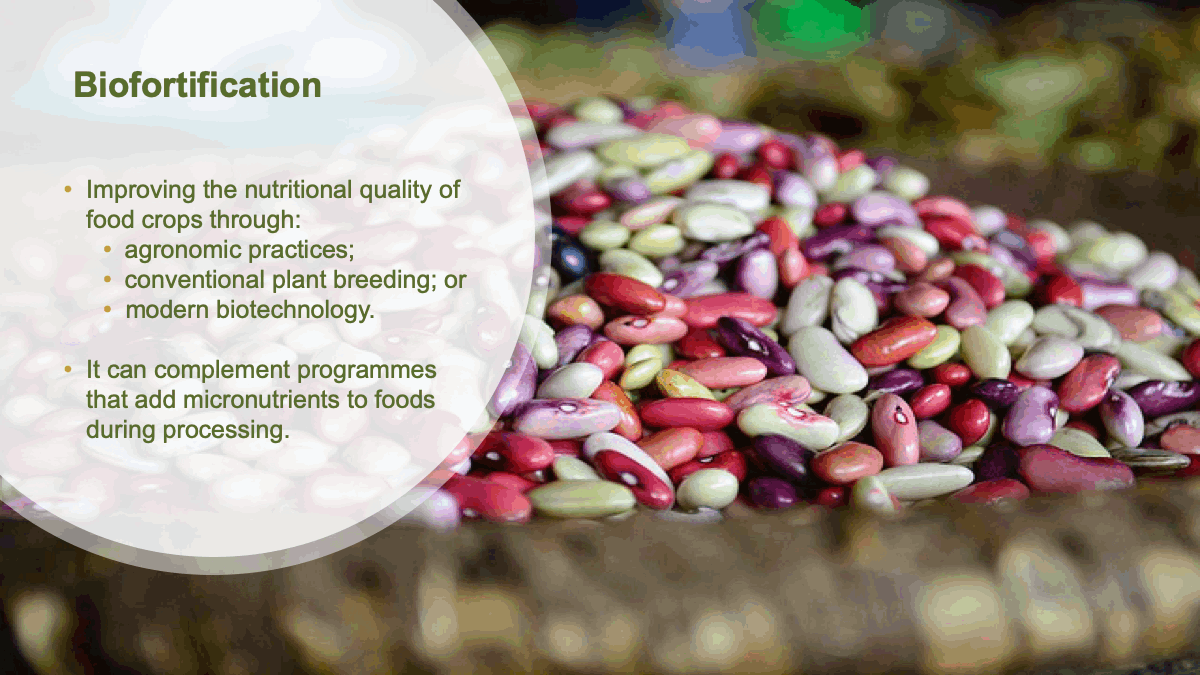 Biofortification
• Improving the nutritional quality of
food crops through:
• agronomic practices;
• conventional plant breeding; or
• modern biotechnology.
• It can complement programmes
that add micronutrients to foods
during processing.